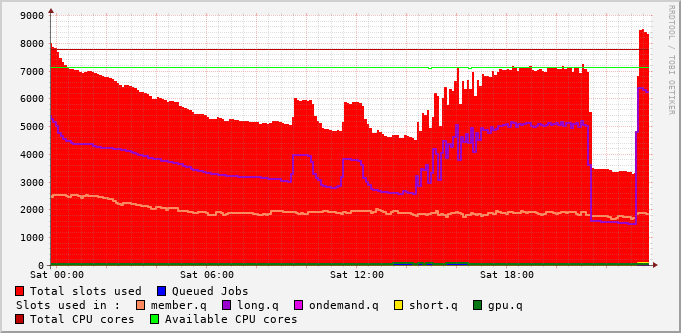 9000
8000
7000
6000
5000
4000
3000
2000
1000
0
Sat 00:00 Sat 06:00 Sat 12:00 Sat 18:00
RRDTOOL / TOBI OETIKER
Total slots used Queued Jobs
Slots used in : member.q long.q ondemand.q short.q gpu.q
Total CPU cores Available CPU cores